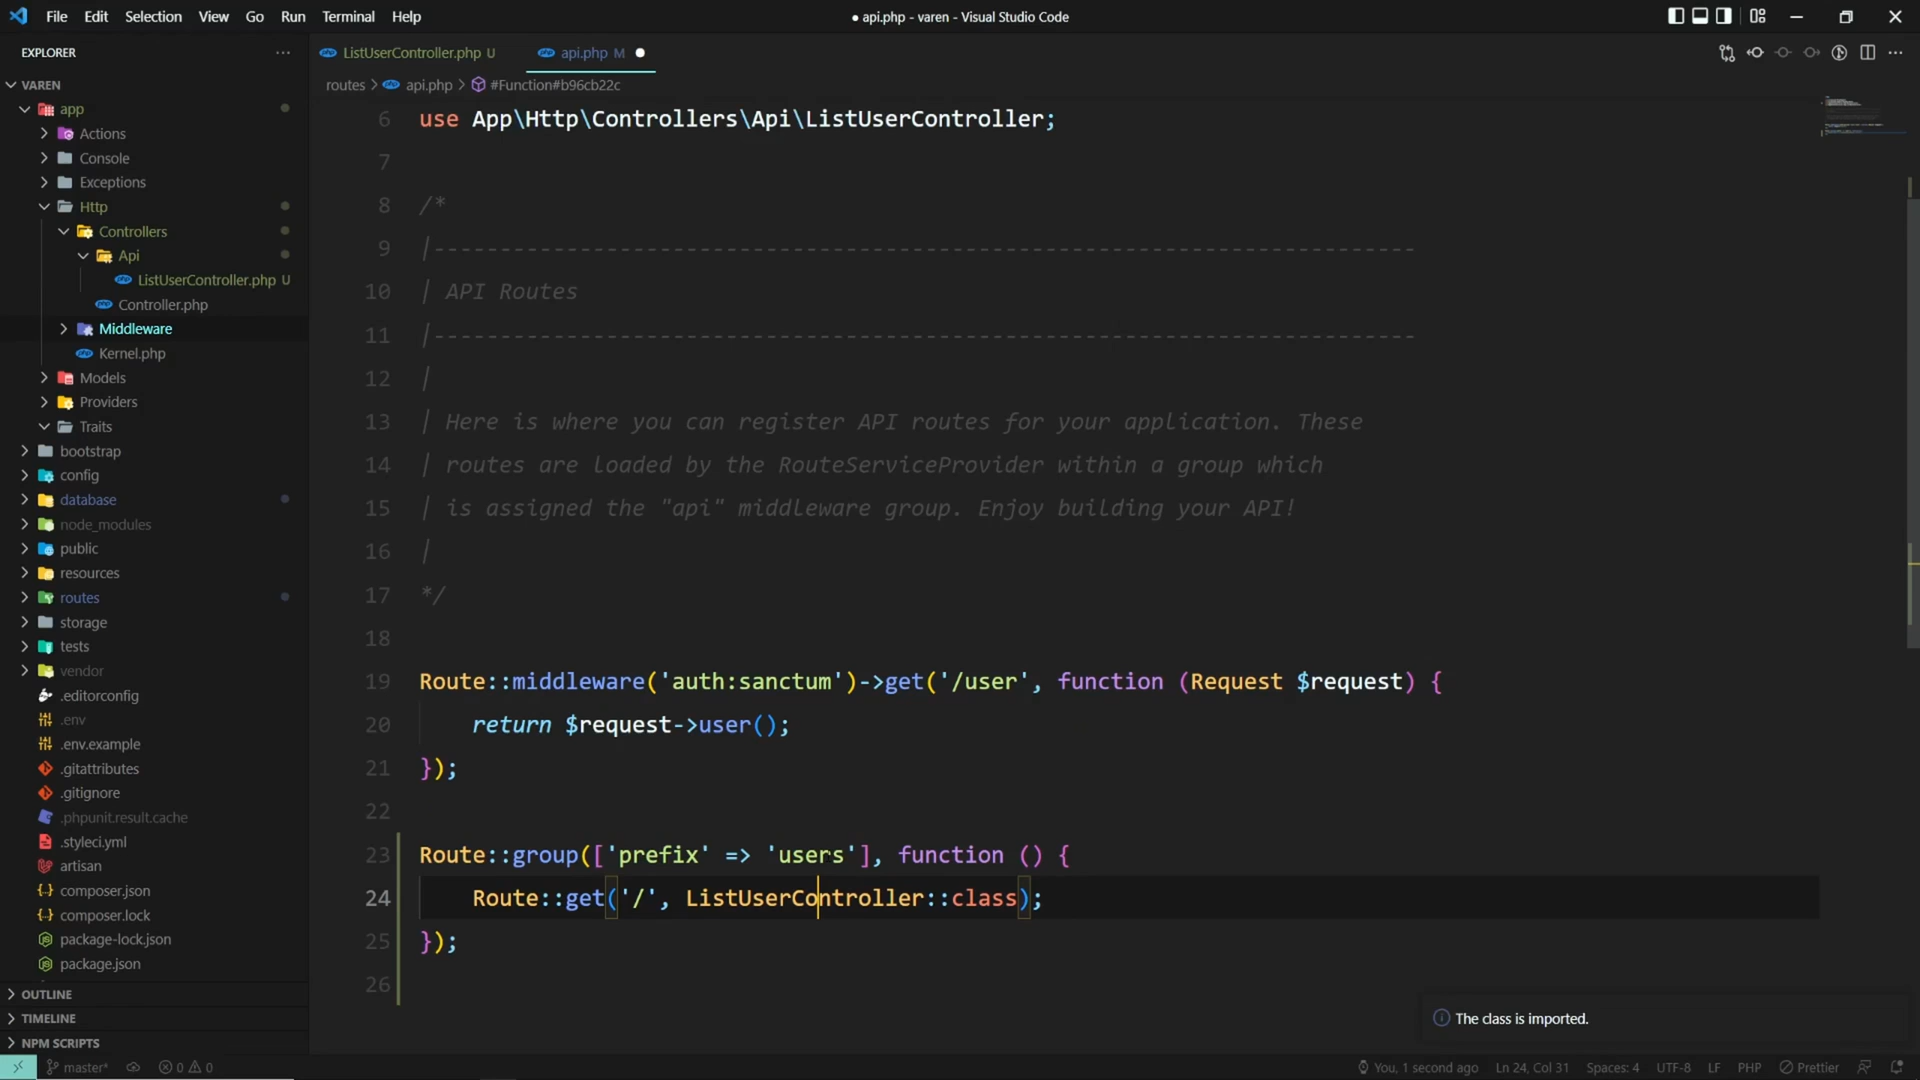 File Edit Selection View Go Run Terminal Help
● api.php - varen - Visual Studio Code
EXPLORER
VAREN
app
Actions
Console
Exceptions
Http
Controllers
Api
ListUserController.php U
Controller.php
Middleware
Kernel.php
Models
Providers
Traits
bootstrap
config
database
node_modules
public
resources
routes
storage
tests
vendor
.editorconfig
.env
.env.example
.gitattributes
.gitignore
.phpunit.result.cache
.styleci.yml
artisan
composer.json
composer.lock
package-lock.json
package.json
OUTLINE
TIMELINE
NPM SCRIPTS
ListUserController.php U
api.php M
routes > api.php > #Function#b96cb22c
6 use App\Http\Controllers\Api\ListUserController;
7
8 /*
9 |--------------------------------------------------------------------------
10 | API Routes
11 |--------------------------------------------------------------------------
12 |
13 | Here is where you can register API routes for your application. These
14 | routes are loaded by the RouteServiceProvider within a group which
15 | is assigned the "api" middleware group. Enjoy building your API!
16 |
17 */
18
19 Route::middleware('auth:sanctum')->get('/user', function (Request $request) {
20 return $request->user();
21 });
22
23 Route::group(['prefix' => 'users'], function () {
24 Route::get('/', ListUserController::class);
25 });
26
The class is imported.
master* 0 0
You, 1 second ago Ln 24, Col 31 Spaces: 4 UTF-8 LF PHP Prettier